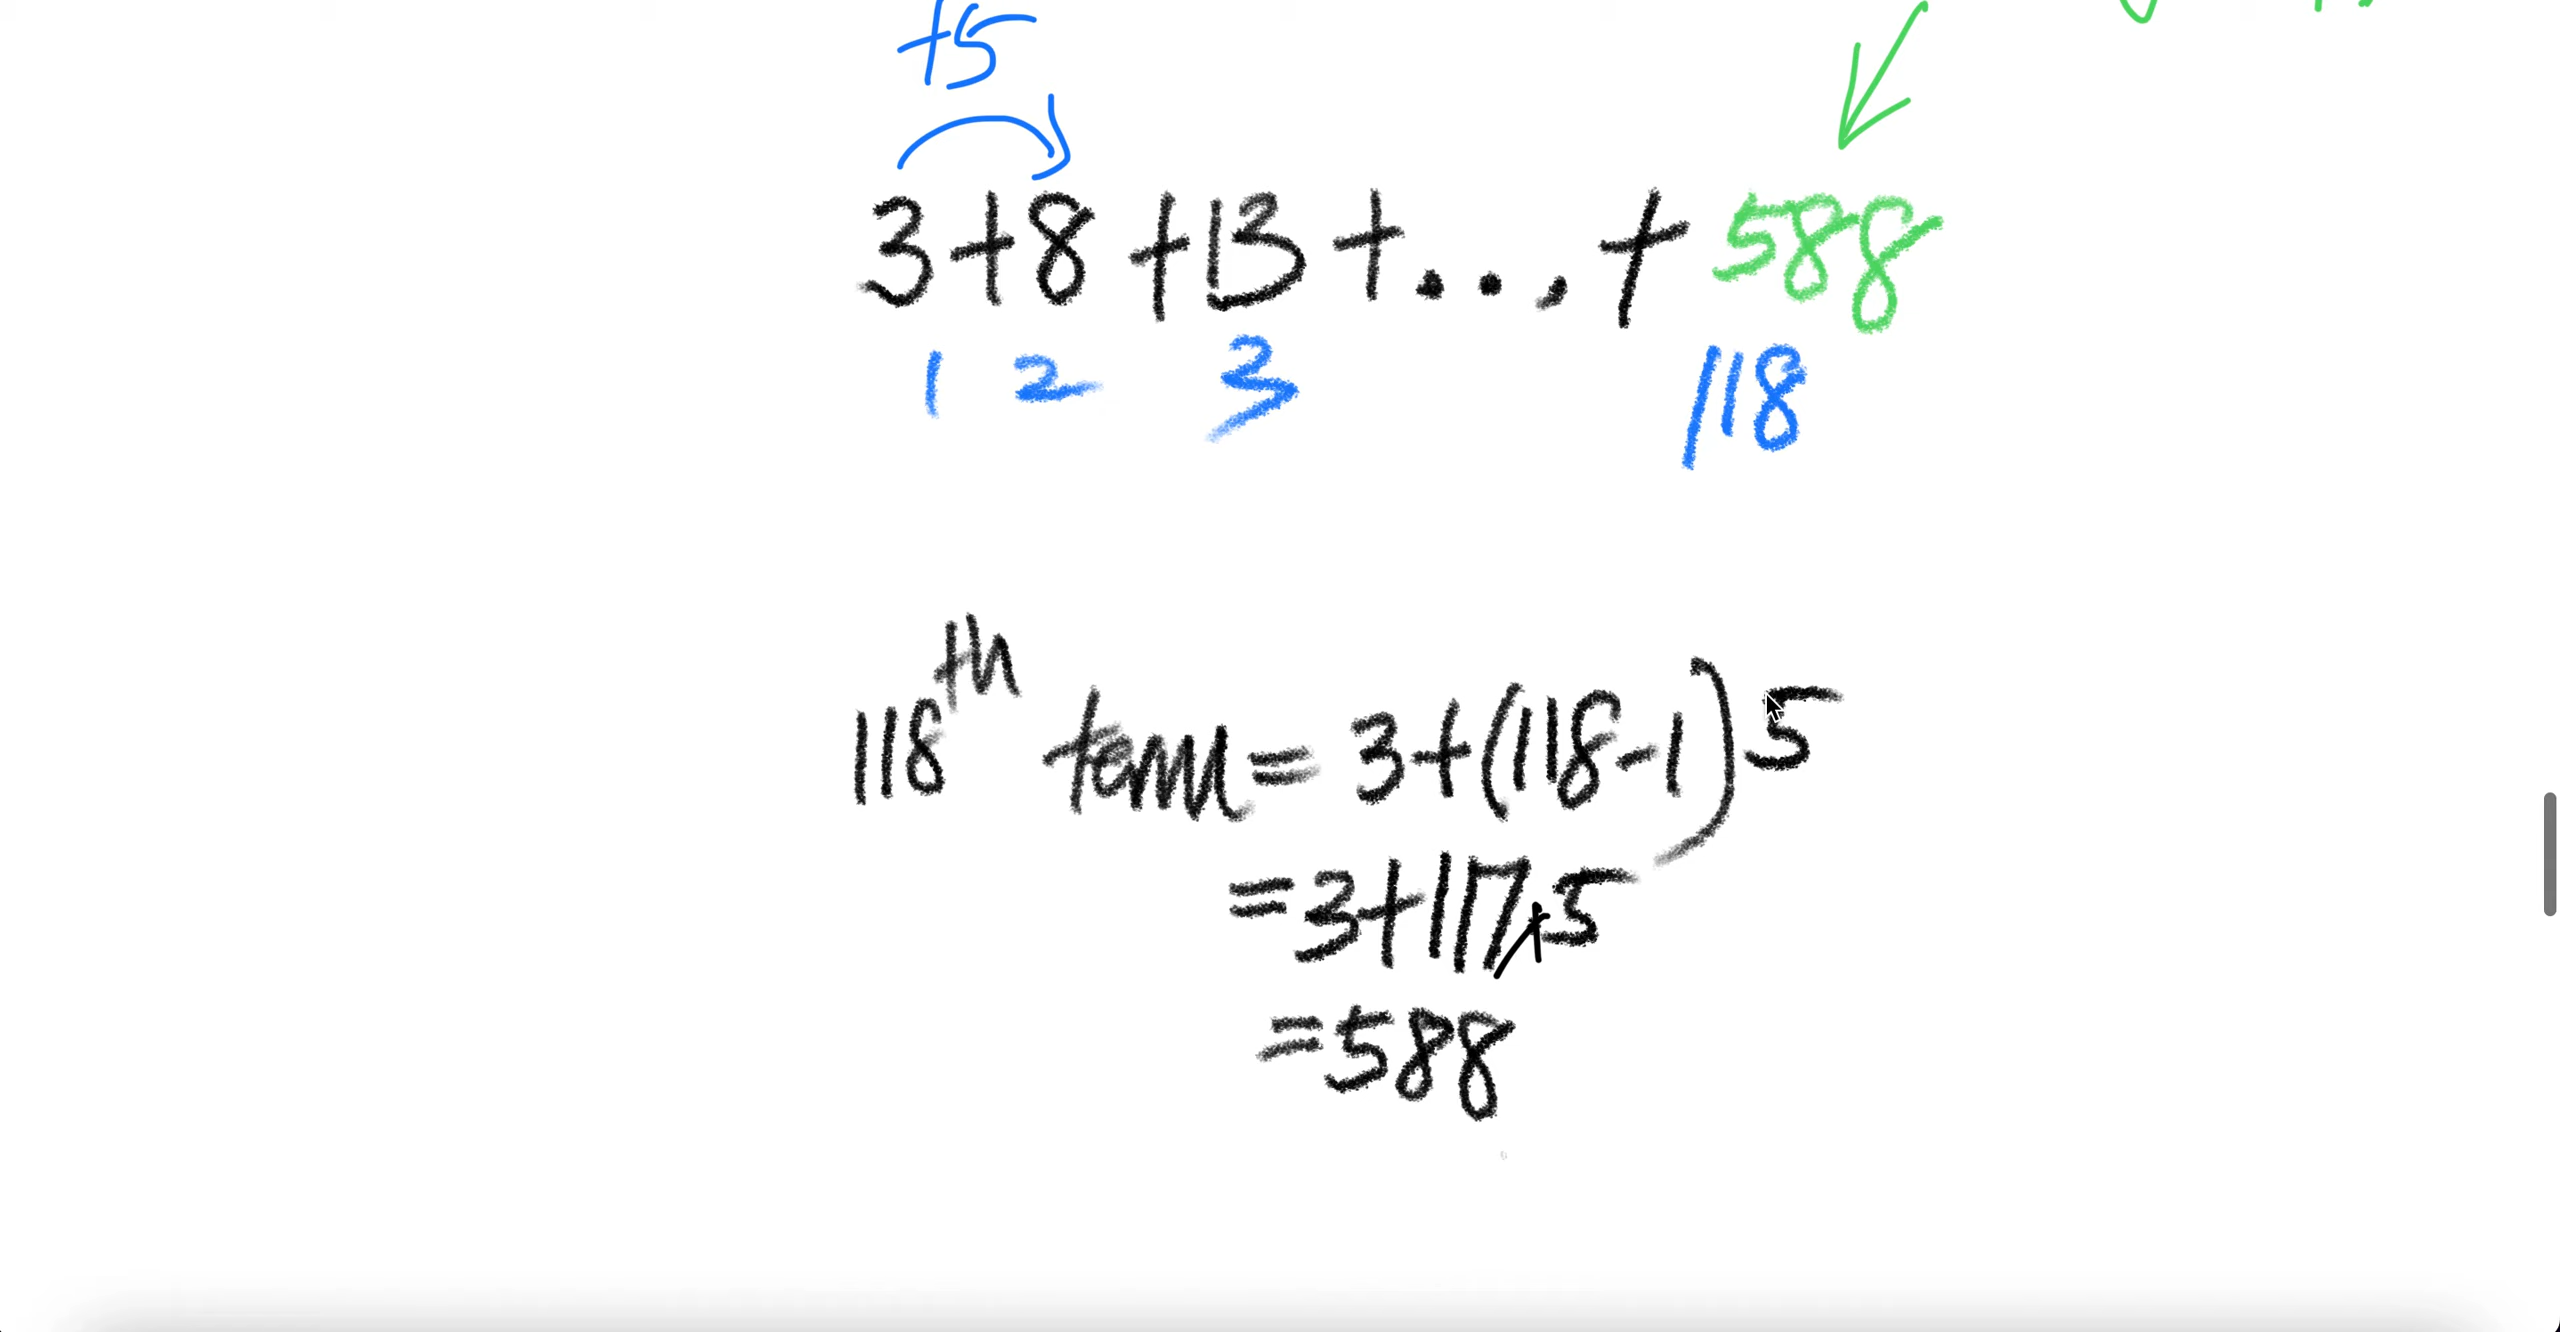 +5
3+8+13+..,+588
1 2 3 118
118th term=3+(118-1)5
=3+117×5
=588